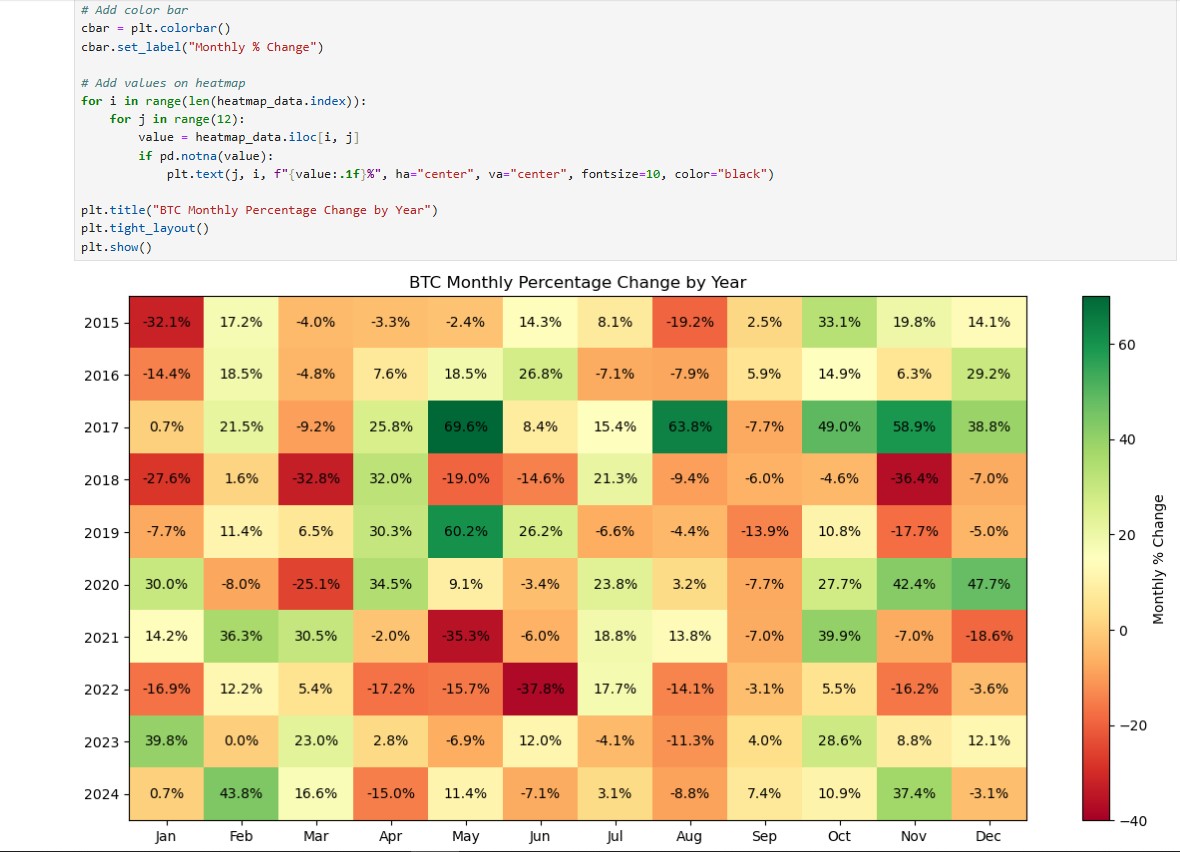 # Add color bar
cbar = plt.colorbar()
cbar.set_label("Monthly % Change")
# Add values on heatmap
for i in range(len(heatmap_data.index)):
    for j in range(12):
        value = heatmap_data.iloc[i, j]
        if pd.notna(value):
            plt.text(j, i, f"{value:.1f}%", ha="center", va="center", fontsize=10, color="black")
plt.title("BTC Monthly Percentage Change by Year")
plt.tight_layout()
plt.show()
BTC Monthly Percentage Change by Year
2015 -32.1% 17.2% -4.0% -3.3% -2.4% 14.3% 8.1% -19.2% 2.5% 33.1% 19.8% 14.1%
2016 -14.4% 18.5% -4.8% 7.6% 18.5% 26.8% -7.1% -7.9% 5.9% 14.9% 6.3% 29.2%
2017 0.7% 21.5% -9.2% 25.8% 69.6% 8.4% 15.4% 63.8% -7.7% 49.0% 58.9% 38.8%
2018 -27.6% 1.6% -32.8% 32.0% -19.0% -14.6% 21.3% -9.4% -6.0% -4.6% -36.4% -7.0%
2019 -7.7% 11.4% 6.5% 30.3% 60.2% 26.2% -6.6% -4.4% -13.9% 10.8% -17.7% -5.0%
2020 30.0% -8.0% -25.1% 34.5% 9.1% -3.4% 23.8% 3.2% -7.7% 27.7% 42.4% 47.7%
2021 14.2% 36.3% 30.5% -2.0% -35.3% -6.0% 18.8% 13.8% -7.0% 39.9% -7.0% -18.6%
2022 -16.9% 12.2% 5.4% -17.2% -15.7% -37.8% 17.7% -14.1% -3.1% 5.5% -16.2% -3.6%
2023 39.8% 0.0% 23.0% 2.8% -6.9% 12.0% -4.1% -11.3% 4.0% 28.6% 8.8% 12.1%
2024 0.7% 43.8% 16.6% -15.0% 11.4% -7.1% 3.1% -8.8% 7.4% 10.9% 37.4% -3.1%
Jan Feb Mar Apr May Jun Jul Aug Sep Oct Nov Dec
60
40
20
0
−20
−40
Monthly % Change